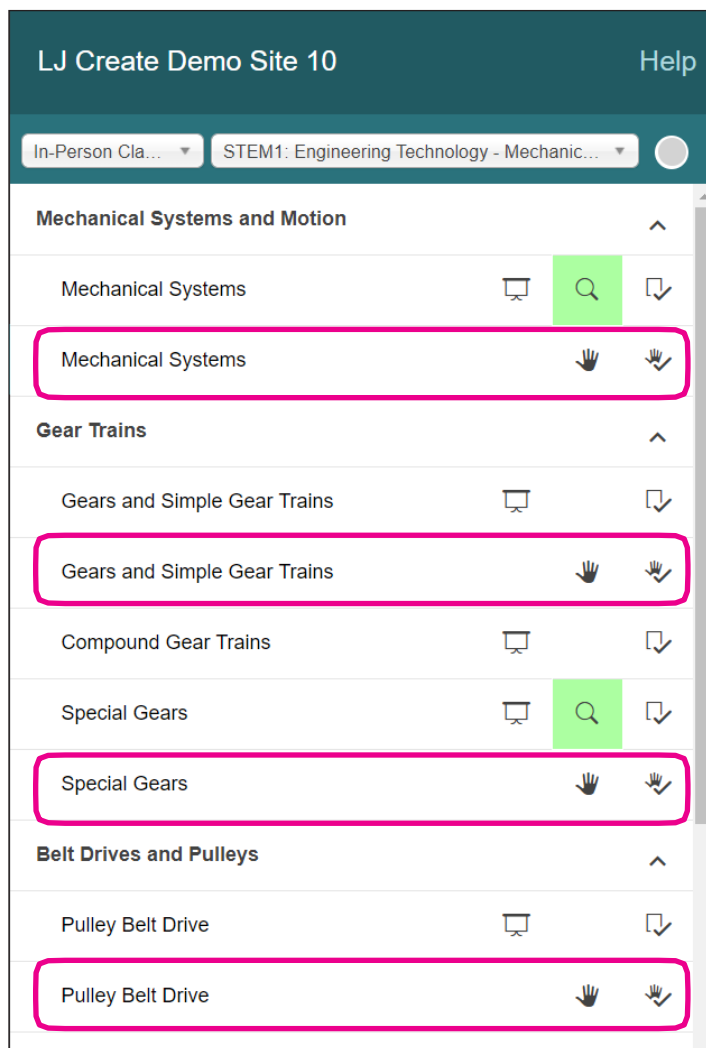 LJ Create Demo Site 10 Help
In-Person Cla... STEM1: Engineering Technology - Mechanic...
Mechanical Systems and Motion
Mechanical Systems
Mechanical Systems
Gear Trains
Gears and Simple Gear Trains
Gears and Simple Gear Trains
Compound Gear Trains
Special Gears
Special Gears
Belt Drives and Pulleys
Pulley Belt Drive
Pulley Belt Drive